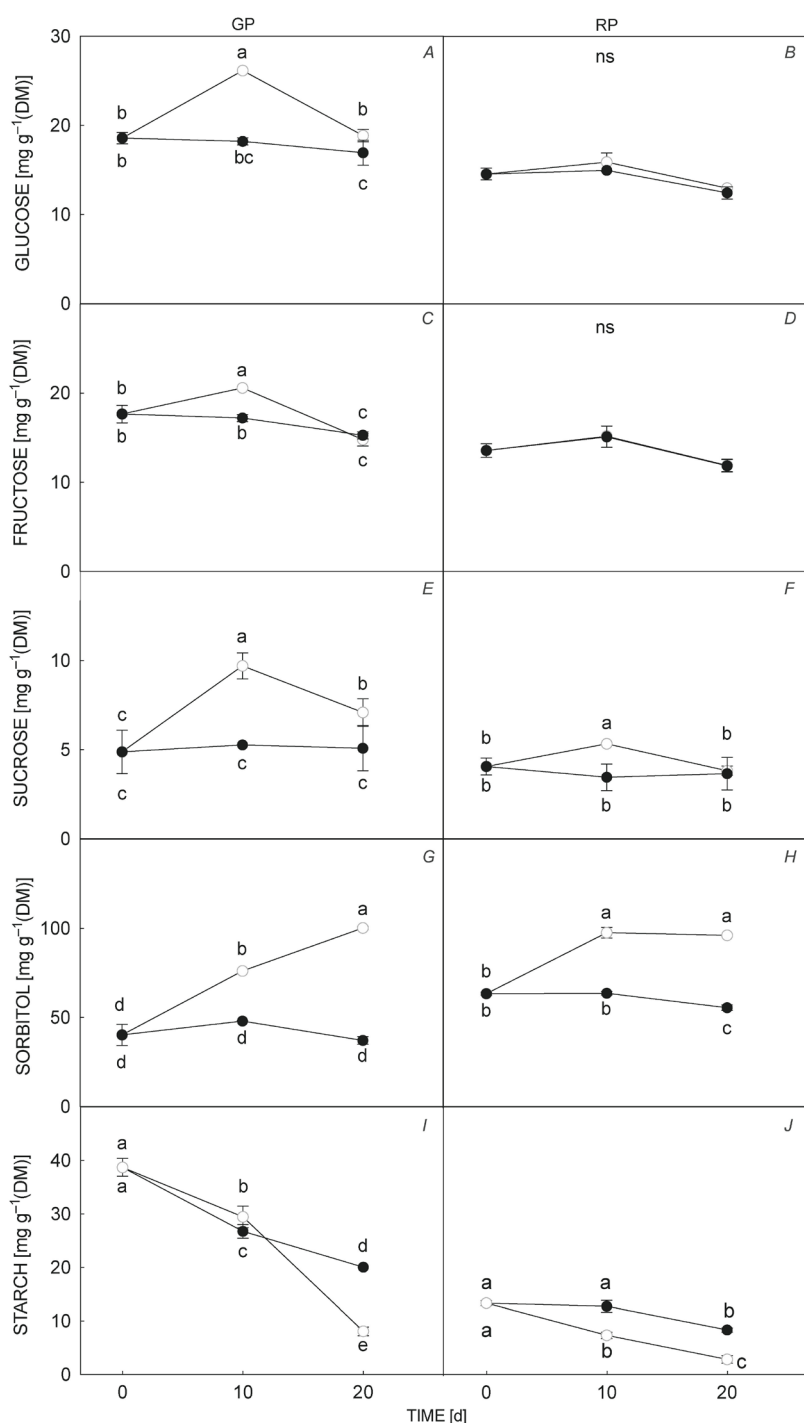 GP RP
30 A B
a ns
b b
20
b bc c
10
0
GLUCOSE [mg g⁻¹(DM)]
C D
ns
b a c
20
b b c
10
0
FRUCTOSE [mg g⁻¹(DM)]
E F
a
b
10
c a
b b
5
c c c b b b
0
SUCROSE [mg g⁻¹(DM)]
G H
a a a
100
b
d b
50
d d d b b c
0
SORBITOL [mg g⁻¹(DM)]
I J
a
40
a b
30
c d
20
a a b
10
e a b c
0
STARCH [mg g⁻¹(DM)]
0 10 20 0 10 20
TIME [d]